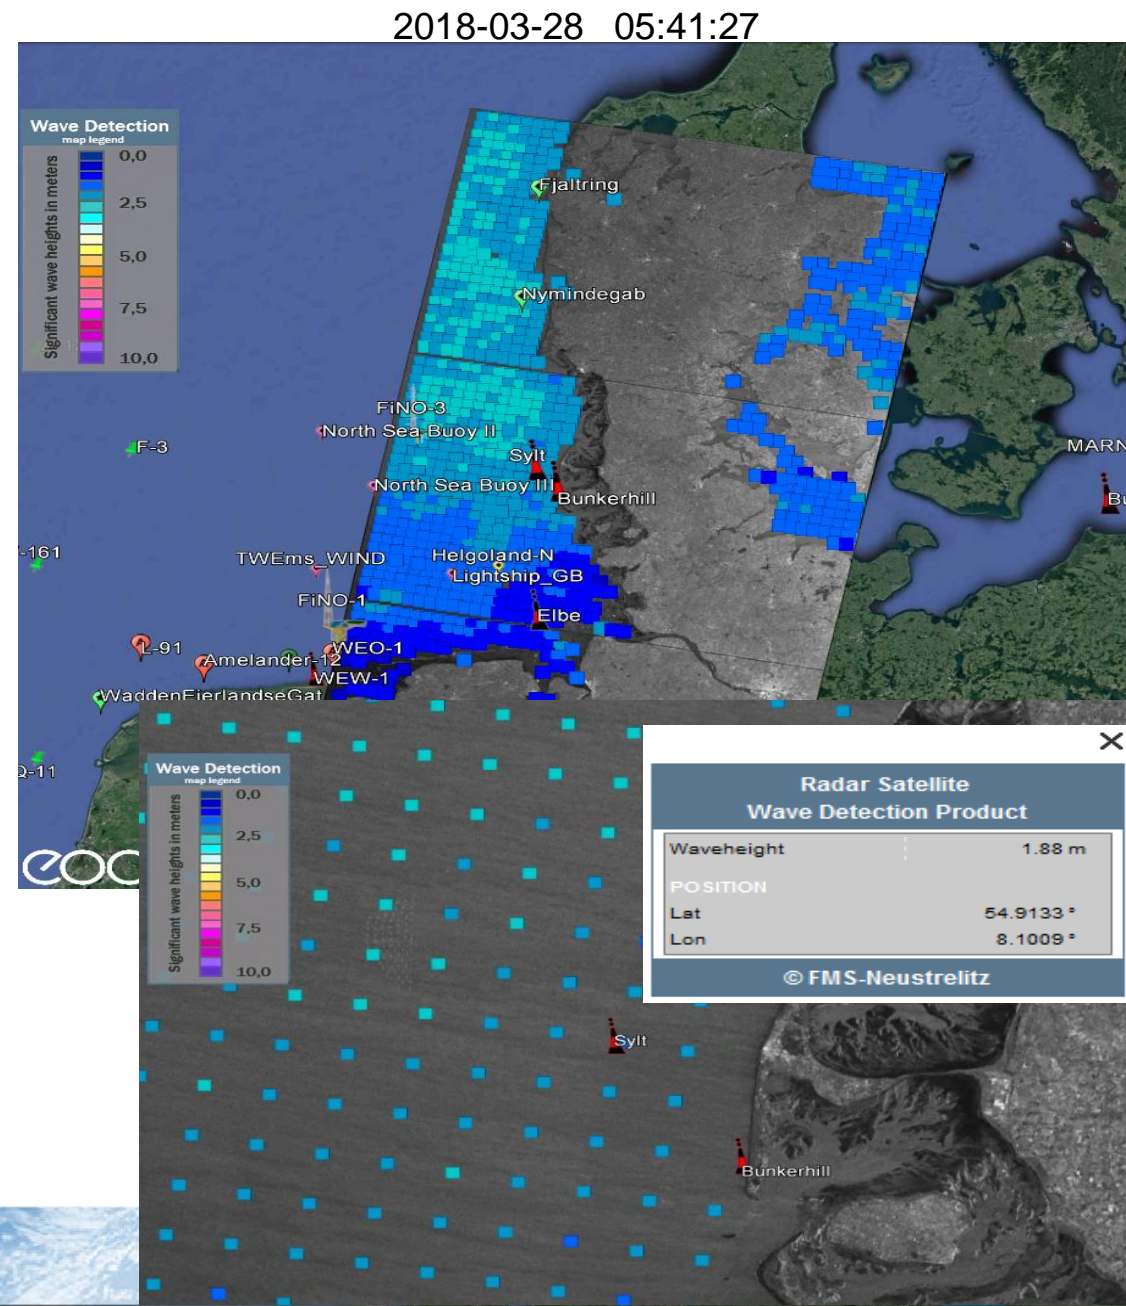 2018-03-28 05:41:27
Wave Detection
map legend
Significant wave heights in meters
0,0
2,5
5,0
7,5
10,0
Fjaltring
Nymindegab
FiNO-3
North Sea Buoy II
F-3
Sylt
MARN
North Sea Buoy III
Bunkerhill
Bu
-161
TWEms_WIND
Helgoland-N
Lightship_GB
FiNO-1
Elbe
L-91
WEO-1
Amelander-12
WEW-1
WaddenEierlandseGat
Q-11
Wave Detection
map legend
Significant wave heights in meters
0,0
2,5
5,0
7,5
10,0
Radar Satellite
Wave Detection Product
Waveheight 1.88 m
POSITION
Lat 54.9133 °
Lon 8.1009 °
© FMS-Neustrelitz
Sylt
Bunkerhill